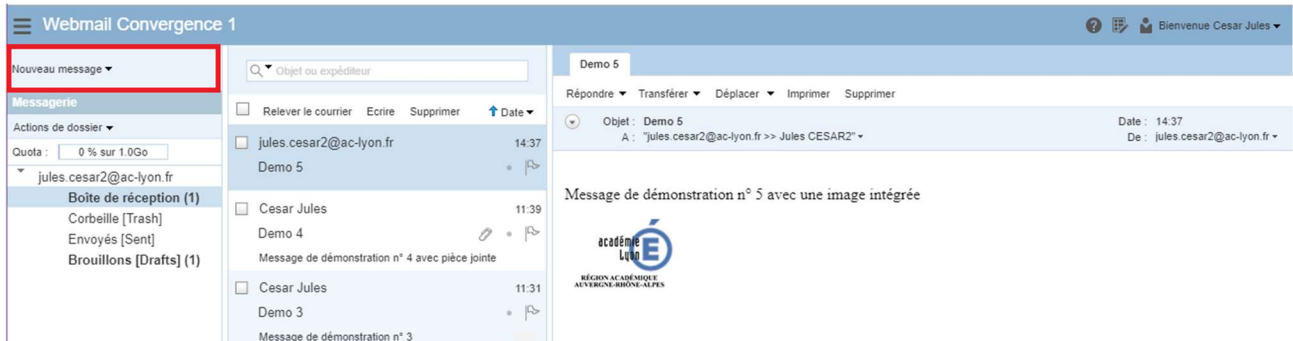 Webmail Convergence 1
Bienvenue Cesar Jules
Nouveau message
Messagerie
Actions de dossier
Quota : 0 % sur 1.0Go
jules.cesar2@ac-lyon.fr
Boîte de réception (1)
Corbeille [Trash]
Envoyés [Sent]
Brouillons [Drafts] (1)
Objet ou expéditeur
Relever le courrier Ecrire Supprimer Date
jules.cesar2@ac-lyon.fr 14:37
Demo 5
Cesar Jules 11:39
Demo 4
Message de démonstration n° 4 avec pièce jointe
Cesar Jules 11:31
Demo 3
Message de démonstration n° 3
Demo 5
Répondre Transférer Déplacer Imprimer Supprimer
Objet : Demo 5 Date : 14:37
A : "jules.cesar2@ac-lyon.fr >> Jules CESAR2" De : jules.cesar2@ac-lyon.fr
Message de démonstration n° 5 avec une image intégrée
académie
Lyon
É
RÉGION ACADÉMIQUE
AUVERGNE-RHÔNE-ALPES